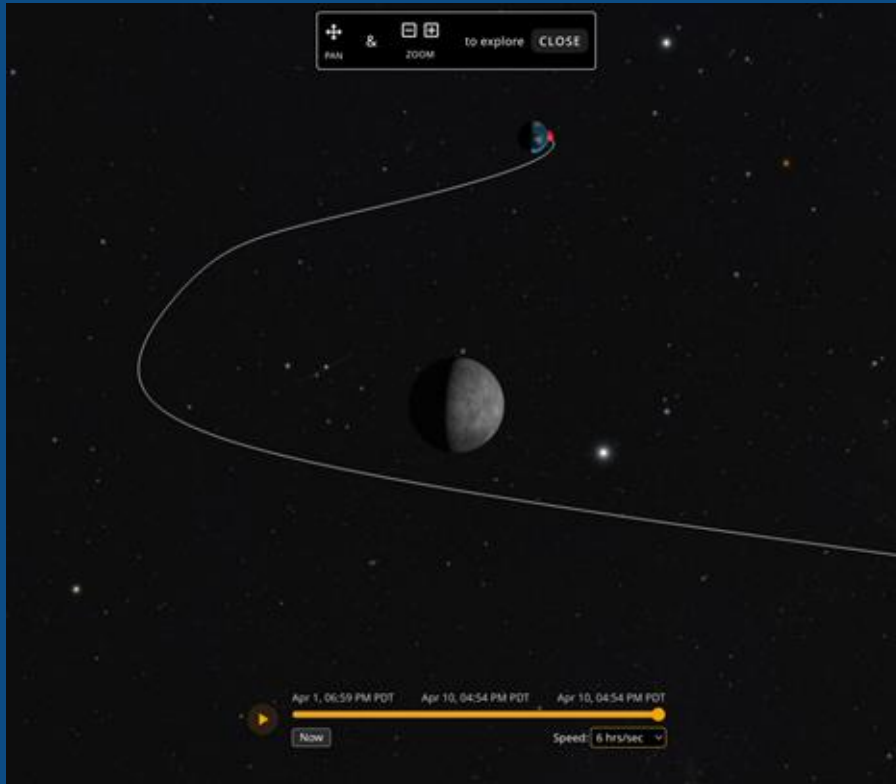 & to explore CLOSE
PAN ZOOM
Apr 1, 06:59 PM PDT Apr 10, 04:54 PM PDT Apr 10, 04:54 PM PDT
Now Speed: 6 hrs/sec